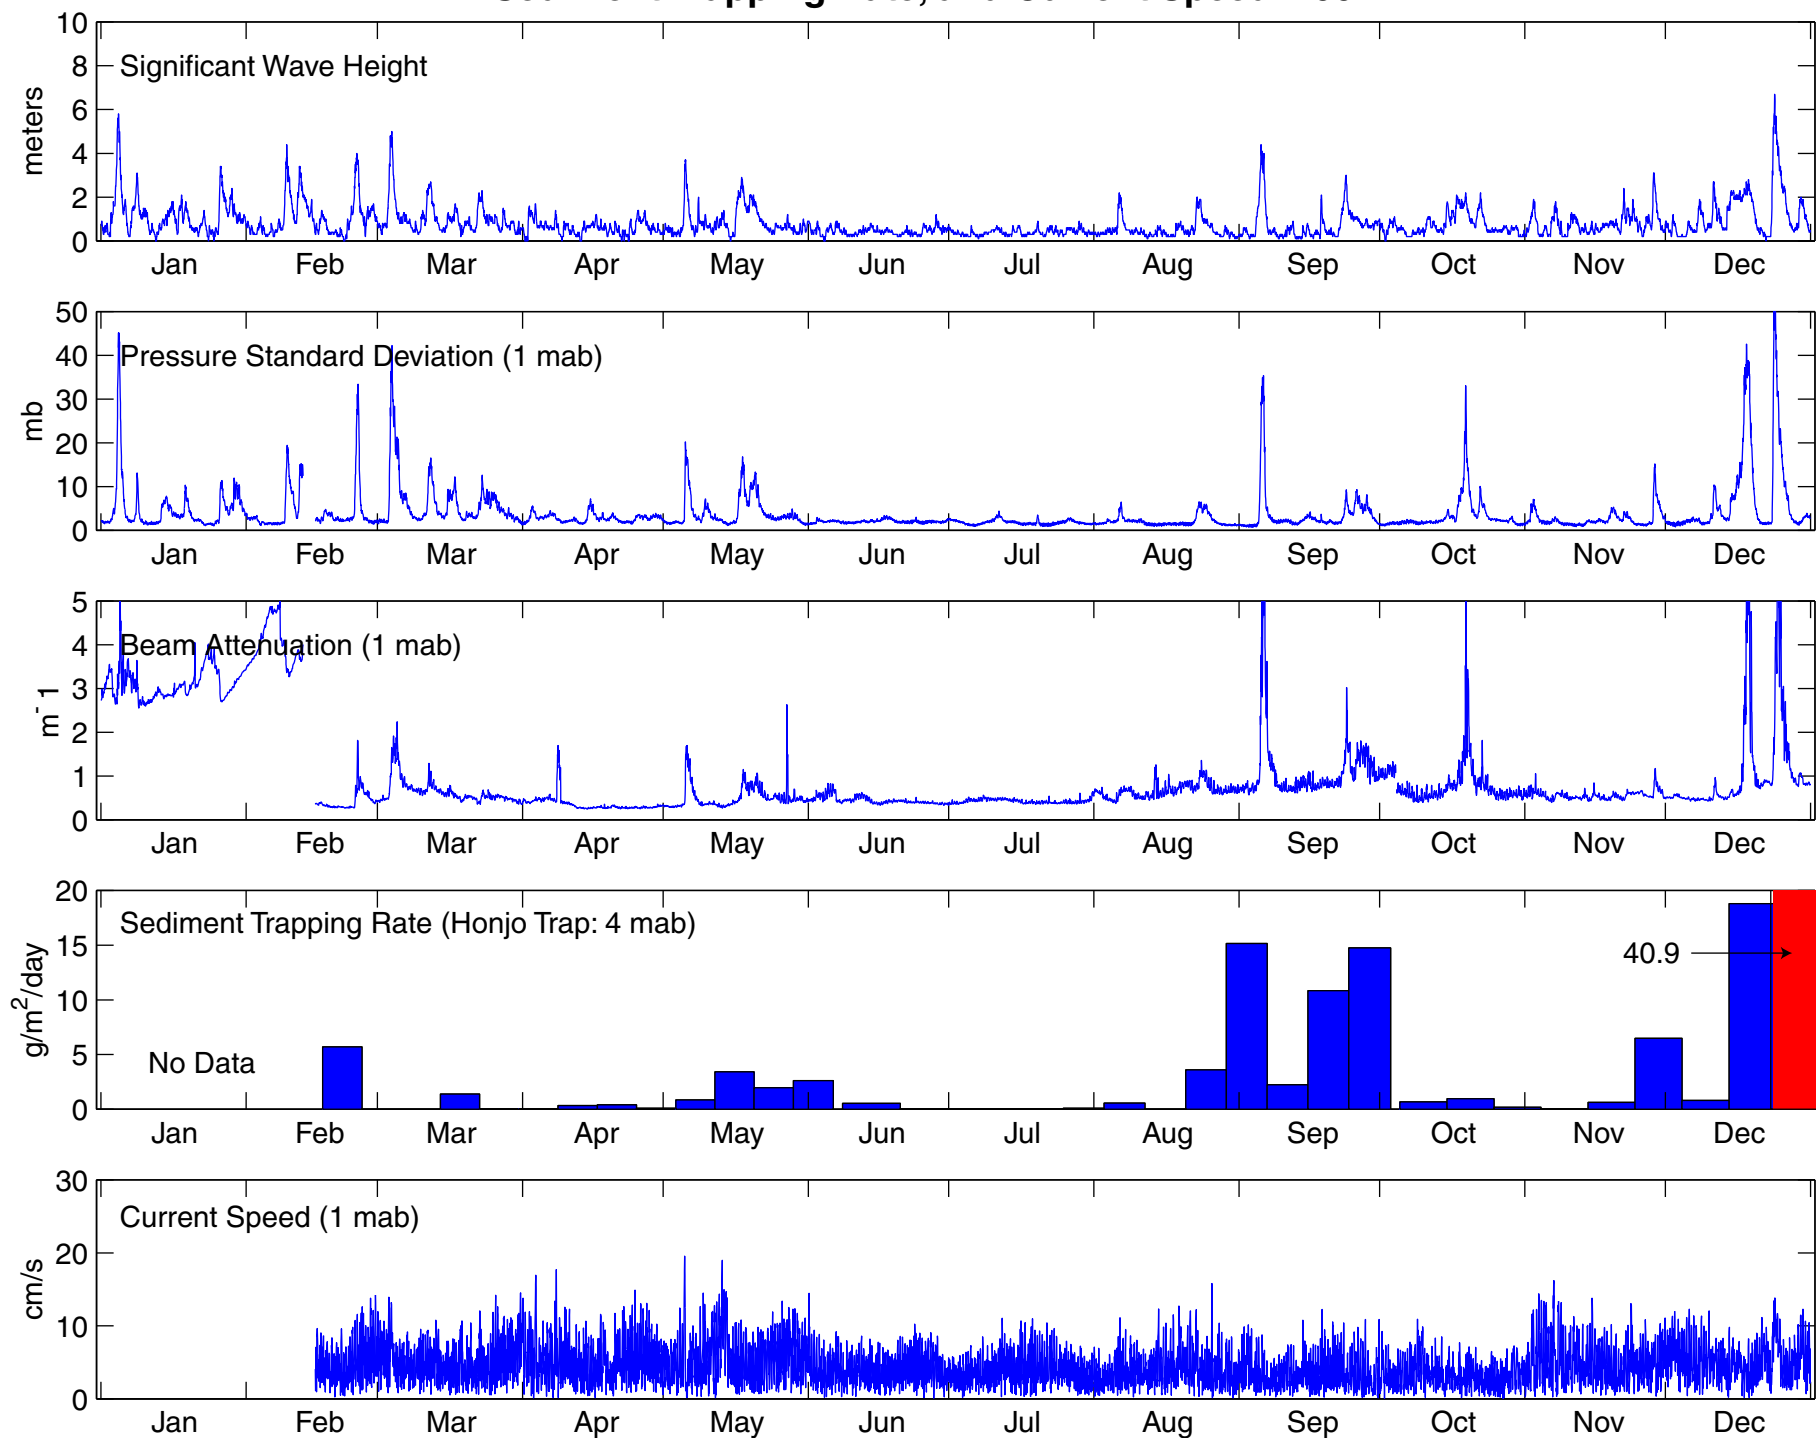 10
8
6
4
2
0
meters
Significant Wave Height
Jan Feb Mar Apr May Jun Jul Aug Sep Oct Nov Dec
50
40
30
20
10
0
mb
Pressure Standard Deviation (1 mab)
Jan Feb Mar Apr May Jun Jul Aug Sep Oct Nov Dec
5
4
3
2
1
0
m⁻1
Beam Attenuation (1 mab)
Jan Feb Mar Apr May Jun Jul Aug Sep Oct Nov Dec
20
15
10
5
0
g/m²/day
Sediment Trapping Rate (Honjo Trap: 4 mab)
40.9
No Data
Jan Feb Mar Apr May Jun Jul Aug Sep Oct Nov Dec
30
20
10
0
cm/s
Current Speed (1 mab)
Jan Feb Mar Apr May Jun Jul Aug Sep Oct Nov Dec